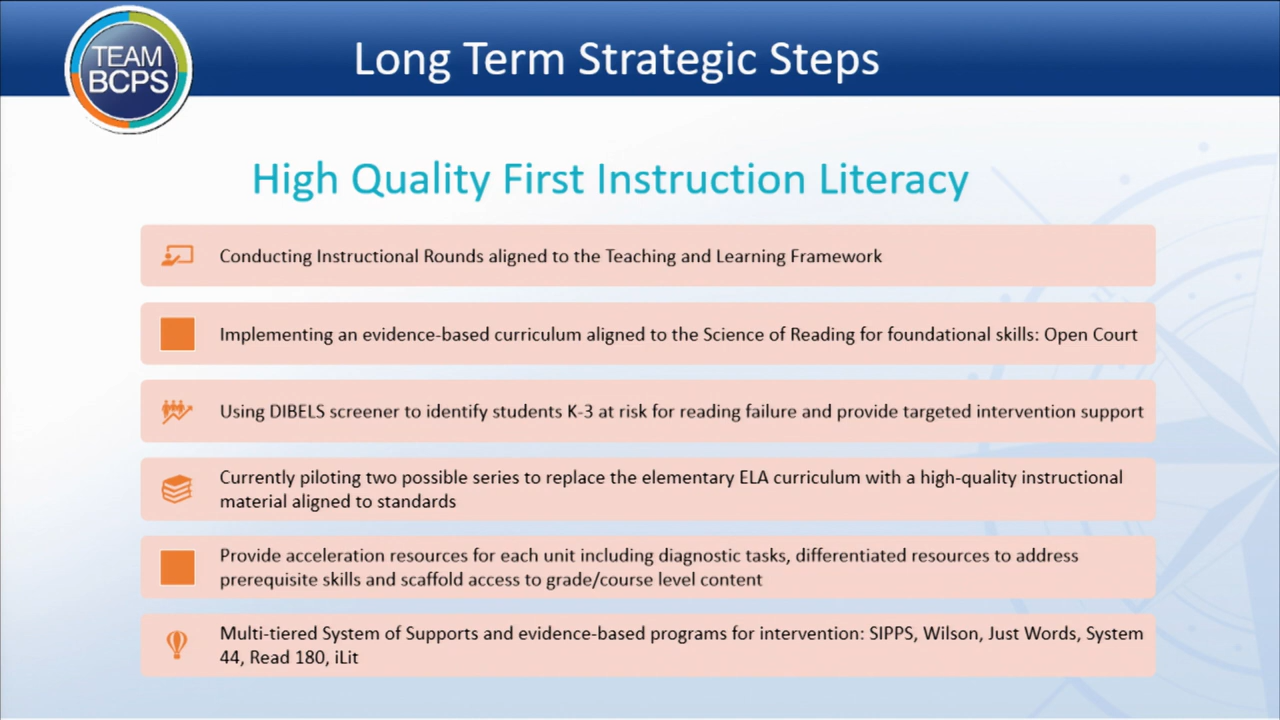 TEAM
BCPS
Long Term Strategic Steps
High Quality First Instruction Literacy
Conducting Instructional Rounds aligned to the Teaching and Learning Framework
Implementing an evidence-based curriculum aligned to the Science of Reading for foundational skills: Open Court
Using DIBELS screener to identify students K-3 at risk for reading failure and provide targeted intervention support
Currently piloting two possible series to replace the elementary ELA curriculum with a high-quality instructional
material aligned to standards
Provide acceleration resources for each unit including diagnostic tasks, differentiated resources to address
prerequisite skills and scaffold access to grade/course level content
Multi-tiered System of Supports and evidence-based programs for intervention: SIPPS, Wilson, Just Words, System
44, Read 180, iLit